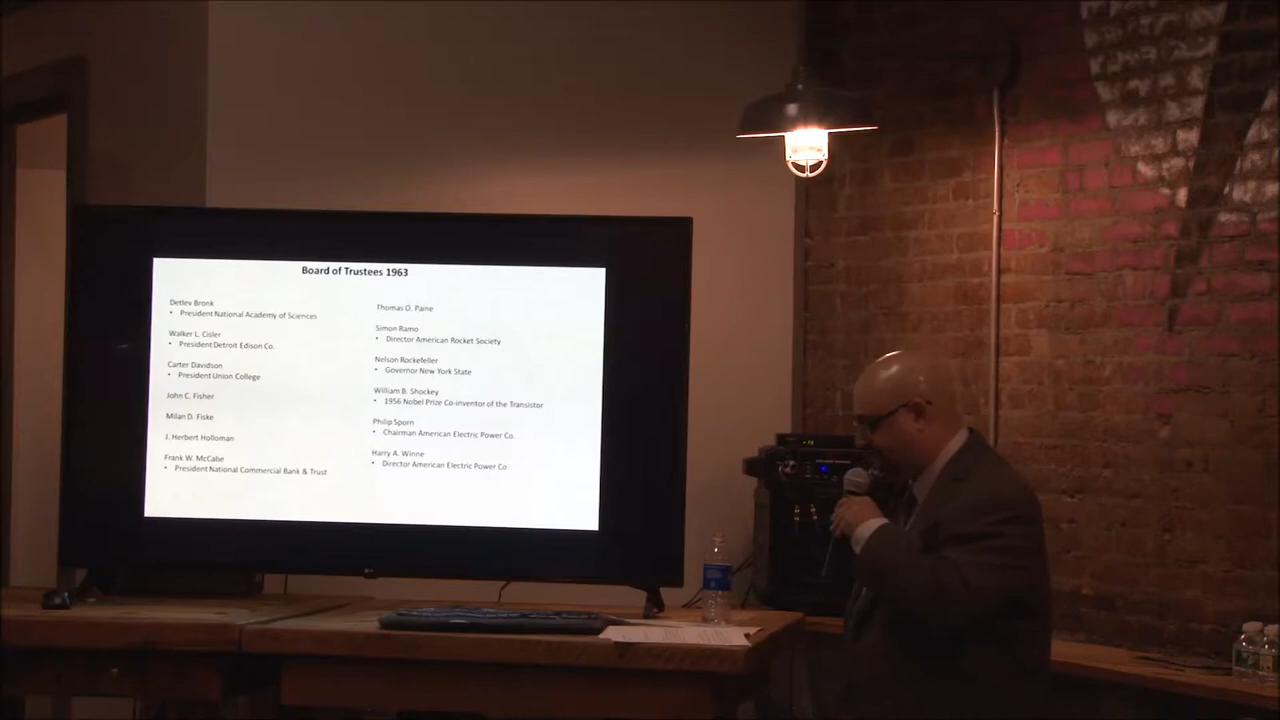 Board of Trustees 1963
Detlev Bronk
• President National Academy of Sciences
Walker L. Cisler
• President Detroit Edison Co.
Carter Davidson
• President Union College
John C. Fisher
Milan D. Fiske
J. Herbert Holloman
Frank W. McCabe
• President National Commercial Bank & Trust
Thomas O. Paine
Simon Ramo
• Director American Rocket Society
Nelson Rockefeller
• Governor New York State
William B. Shockey
• 1956 Nobel Prize Co-inventor of the Transistor
Philip Sporn
• Chairman American Electric Power Co.
Harry A. Winne
• Director American Electric Power Co